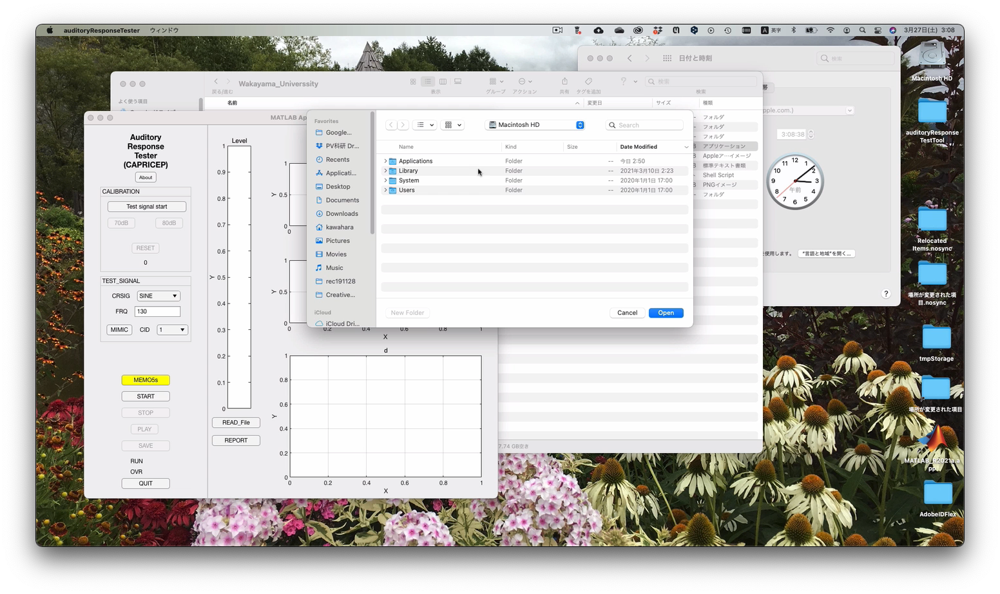 auditoryResponseTester ウィンドウ
英字
3月27日(土) 3:08
日付と時刻
検索
Macintosh HD
Wakayama_Universsity
検索
戻る/進む 表示 グループ アクション 共有 タグを追加 検索
よく使う項目
名前 変更日 サイズ 種類
フォルダ
フォルダ
フォルダ
アプリケーション
Appleア…イメージ
標準テキスト書類
Shell Script
PNGイメージ
フォルダ
7.74 GB空き
帯
ple.com.)
3:08:38
12 1 2 3 4 5 6 7 8 9 10 11
午前
使用します。
"言語と地域"を開く...
?
auditoryResponse
TestTool
Relocated
Items.nosync
場所が変更された項
目.nosync
tmpStorage
場所が変更された項目
MATLAB_R2021a.a
pp
AdobeIDFlex
MATLAB Ap
Auditory
Response
Tester
(CAPRICEP)
About
CALIBRATION
Test signal start
70dB 80dB
RESET
0
TEST_SIGNAL
CRSIG SINE
FRQ 130
MIMIC CID 1
MEMO5s
START
STOP
PLAY
SAVE
RUN
OVR
QUIT
Level
1
0.9
0.8
0.7
0.6
Y 0.5
0.4
0.3
0.2
0.1
0
READ_File
REPORT
1
Y 0.5
0
0
1
Y 0.5
0
0.2 0.4 0.6 0.8 1
X
d
1
0.8
0.6
Y
0.4
0.2
0
0 0.2 0.4 0.6 0.8 1
X
Favorites
Google...
PV科研 Dr...
Recents
Applicati...
Desktop
Documents
Downloads
kawahara
Pictures
Movies
Music
rec191128
Creative...
iCloud
iCloud Dri...
Macintosh HD
Search
Name Kind Size Date Modified
Applications Folder -- 今日 2:50
Library Folder -- 2021年3月10日 2:23
System Folder -- 2020年1月1日 17:00
Users Folder -- 2020年1月1日 17:00
New Folder Cancel Open